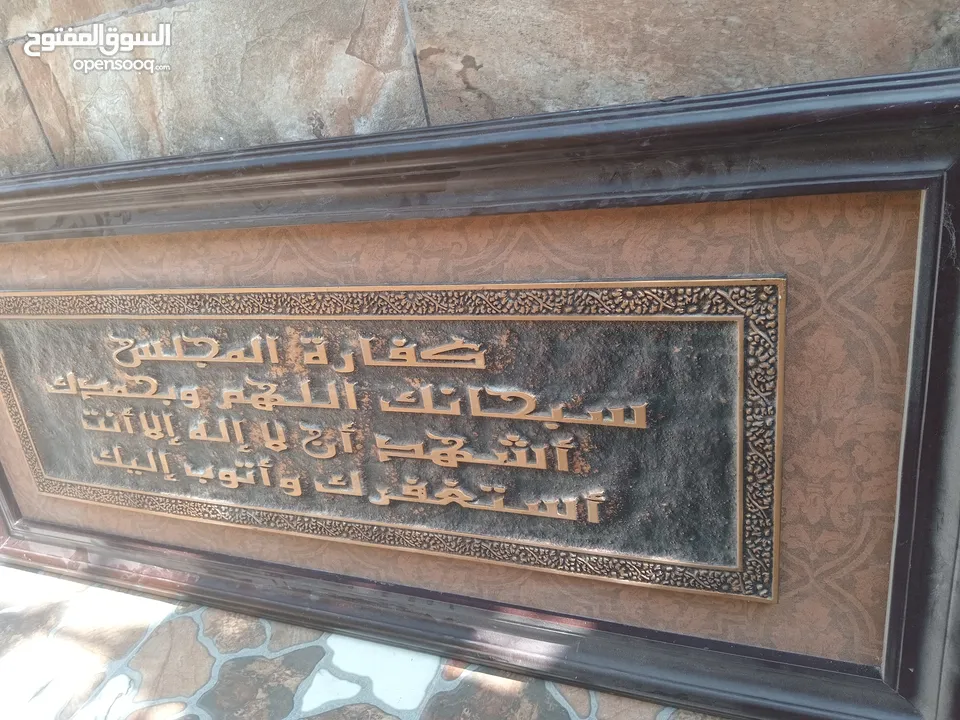 السوق المفتوح
opensooq.com
كفارة المجلس
سبحانك اللهم وبحمدك
أشهد أن لا إله إلا أنت
أستغفرك وأتوب إليك